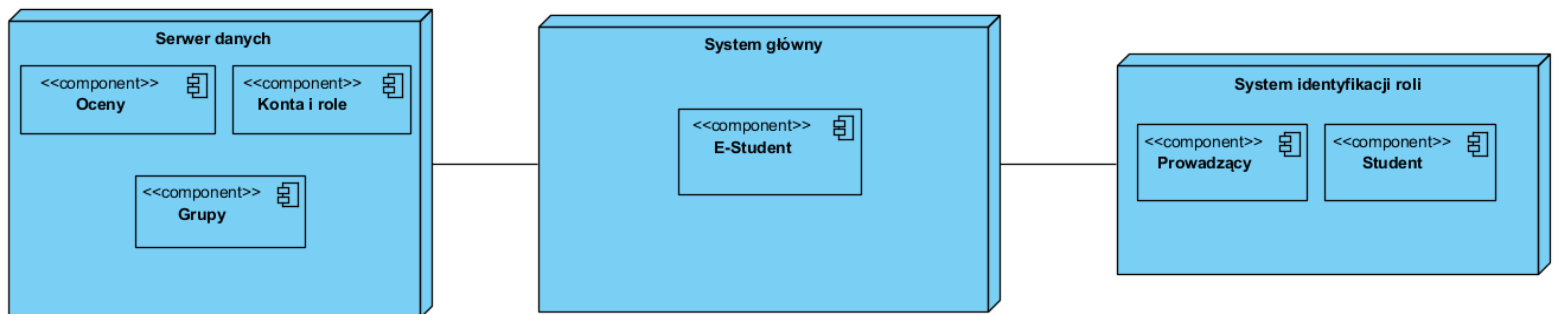 Serwer danych
<<component>>
Oceny
<<component>>
Konta i role
<<component>>
Grupy
System główny
<<component>>
E-Student
System identyfikacji roli
<<component>>
Prowadzący
<<component>>
Student